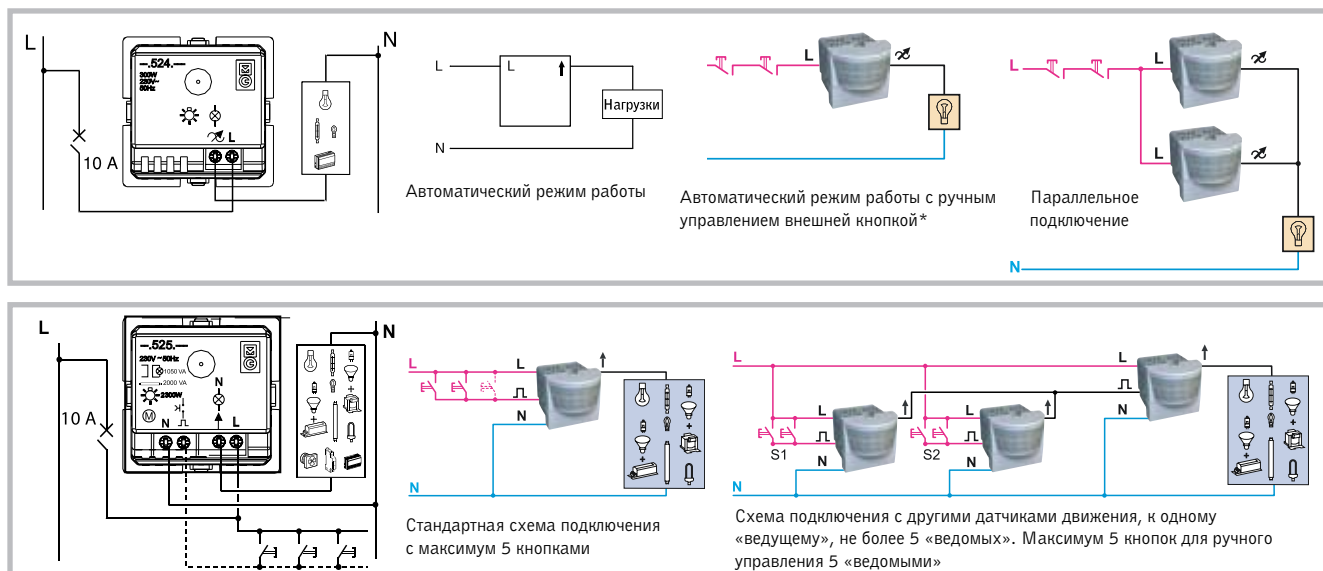 L
N
—.524.—
300W
230V~
50Hz
L
10 A
L
L
Нагрузки
N
Автоматический режим работы
L
Автоматический режим работы с ручным
управлением внешней кнопкой*
L
L
L
Параллельное
подключение
N
L
N
—.525.—
230V ~50Hz
1050 VA
2000 VA
2300W
N
M
N
L
10 A
L
L
N
N
Стандартная схема подключения
с максимум 5 кнопками
L
L
L
L
S1
S2
N
N
N
N
Схема подключения с другими датчиками движения, к одному
«ведущему», не более 5 «ведомых». Максимум 5 кнопок для ручного
управления 5 «ведомыми»